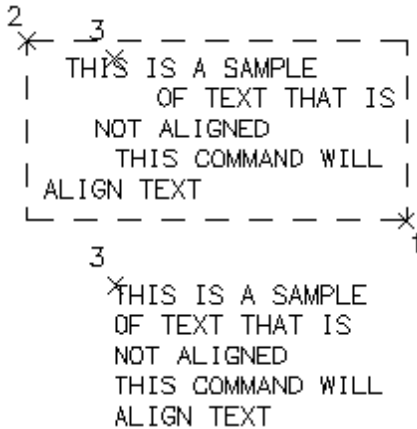 2
3
THIS IS A SAMPLE
OF TEXT THAT IS
NOT ALIGNED
THIS COMMAND WILL
ALIGN TEXT
1
3
THIS IS A SAMPLE
OF TEXT THAT IS
NOT ALIGNED
THIS COMMAND WILL
ALIGN TEXT